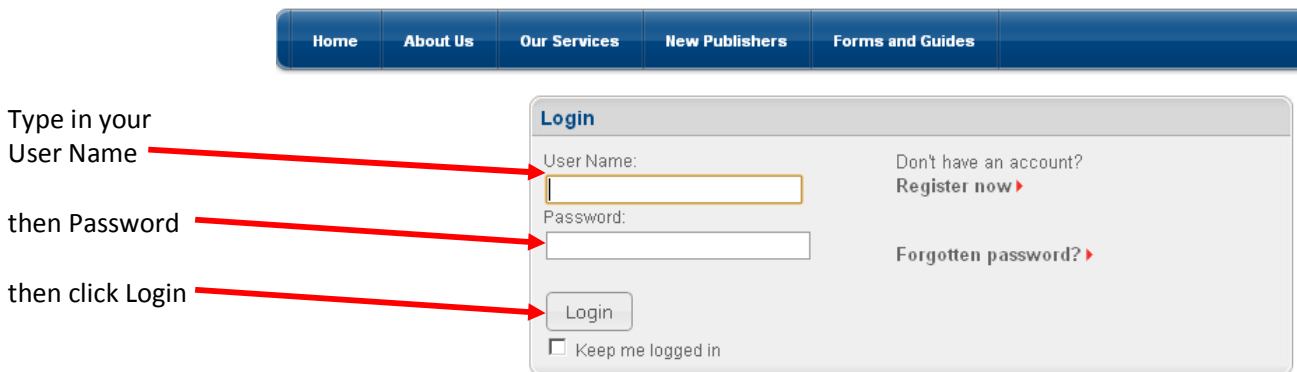 Home About Us Our Services New Publishers Forms and Guides
Type in your
User Name
then Password
then click Login
Login
User Name:
Password:
Login
Keep me logged in
Don't have an account?
Register now
Forgotten password?